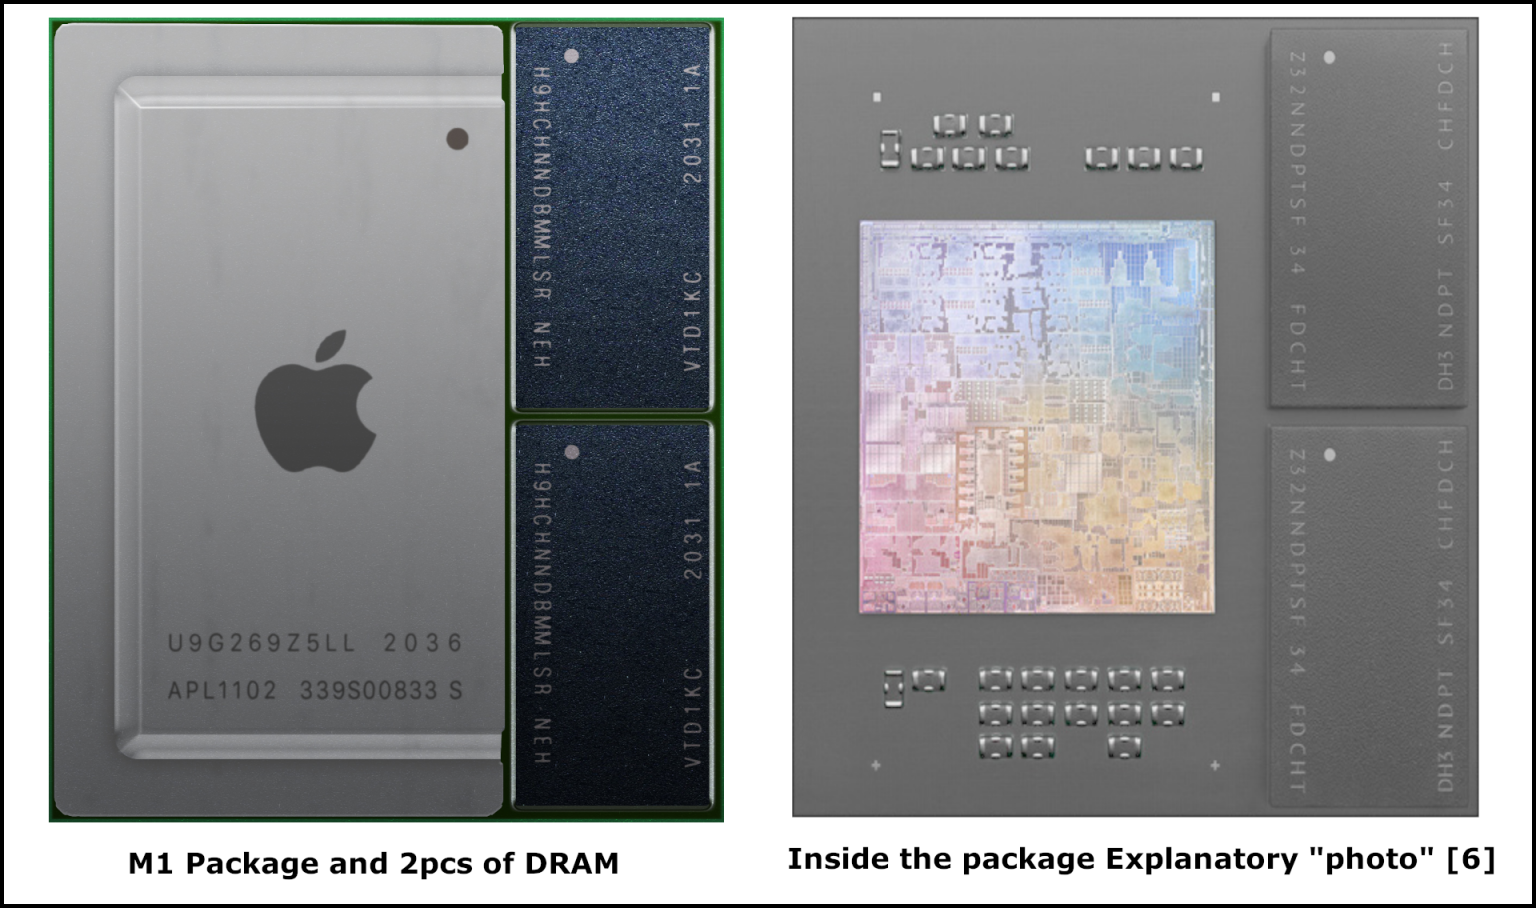 H9HCNNNDBMMLSR NEH
2031 1A
VTD1KC
U9G269Z5LL 2036
APL1102 339S00833 S
H9HCHNNDBMMLSR NEH
2031 1A
VTD1KC
M1 Package and 2pcs of DRAM
Z32NNDPTSF 34 FDCHT
DH3 NDPT SF34 CHFDCH
Z32NNDPTSF 34 FDCHT
DH3 NDPT SF34 CHFDCH
Inside the package Explanatory "photo" [6]